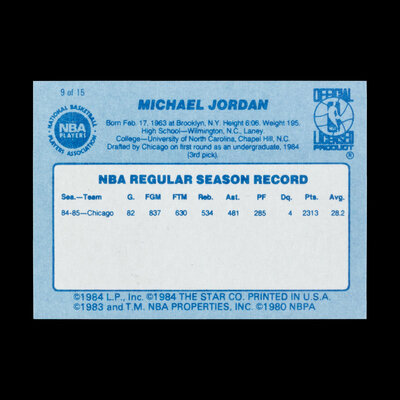 9 of 15
MICHAEL JORDAN
Born Feb. 17, 1963 at Brooklyn, N.Y. Height 6:06. Weight 195.
High School—Wilmington, N.C., Laney.
College—University of North Carolina, Chapel Hill, N.C.
Drafted by Chicago on first round as an undergraduate, 1984
(3rd pick).
NATIONAL BASKETBALL
NBA
PLAYERS
PLAYERS ASSOCIATION
OFFICIAL
NBA
LICENSED
PRODUCT
®
NBA REGULAR SEASON RECORD
Sea.—Team G. FGM FTM Reb. Ast. PF Dq. Pts. Avg.
84-85—Chicago 82 837 630 534 481 285 4 2313 28.2
©1984 L.P., Inc. ©1984 THE STAR CO. PRINTED IN U.S.A.
©1983 and T.M. NBA PROPERTIES, INC. ©1980 NBPA